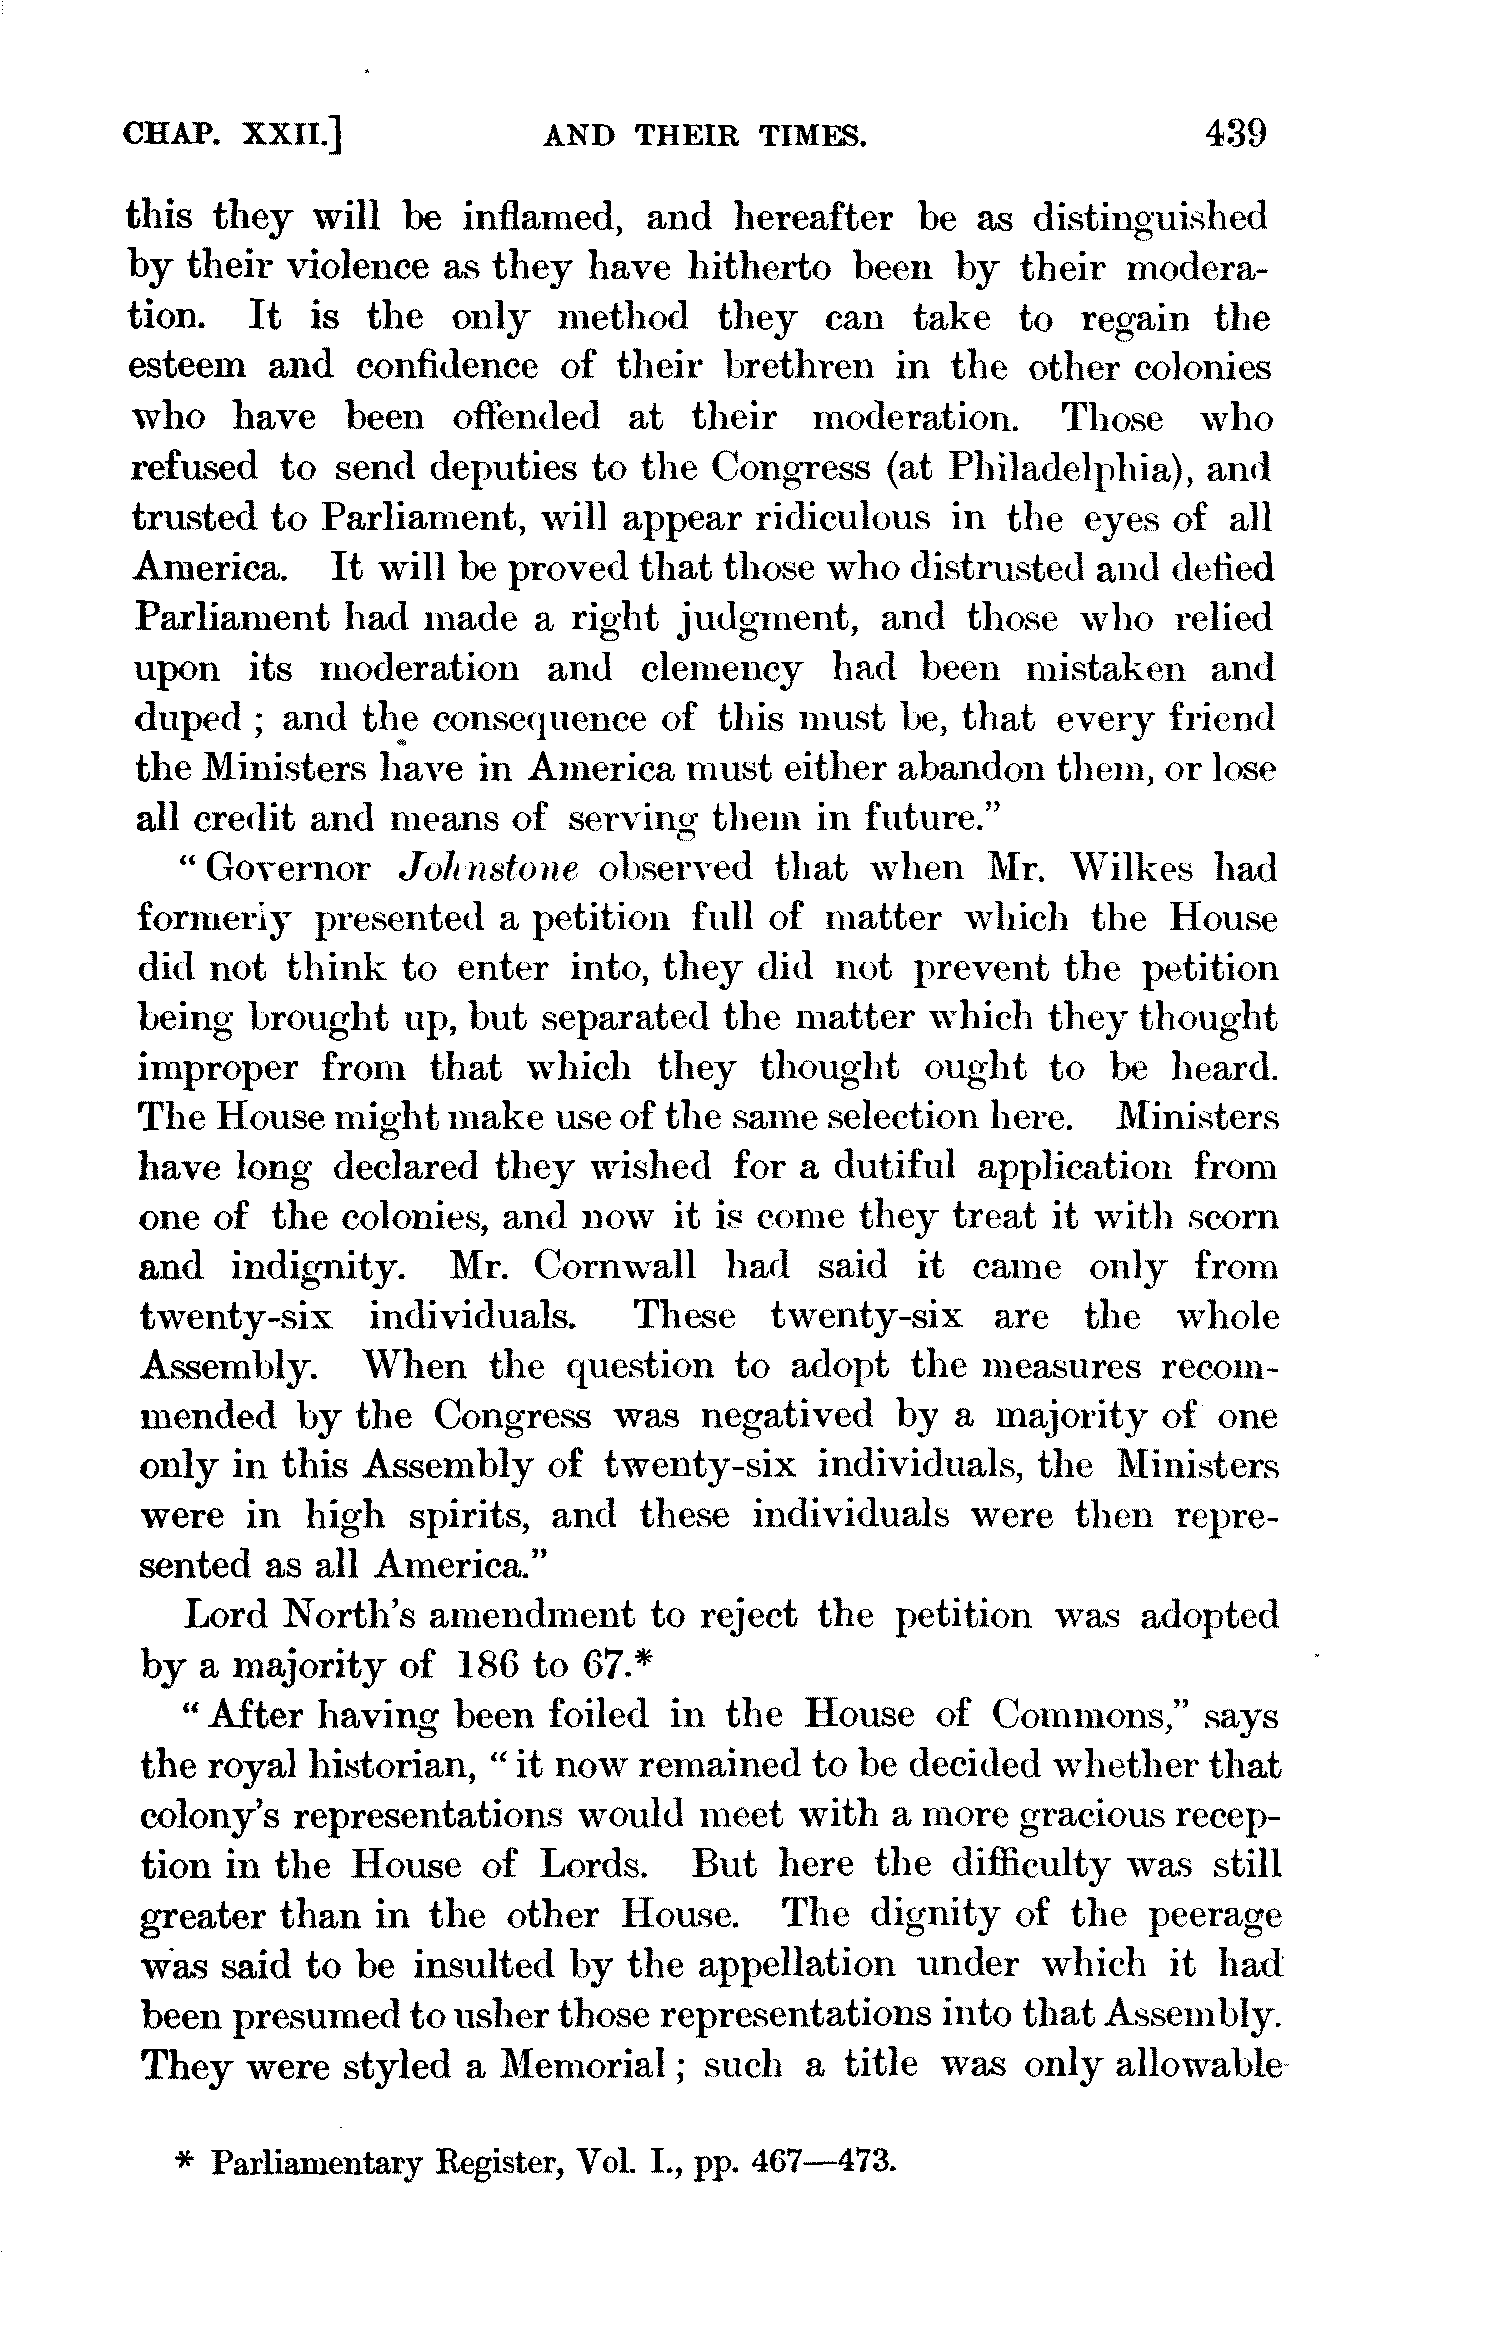 CHAP. XXII.] AND THEIR TIMES. 439
this they will be inflamed, and hereafter be as distinguished
by their violence as they have hitherto been by their modera-
tion. It is the only method they can take to regain the
esteem and confidence of their brethren in the other colonies
who have been offended at their moderation. Those who
refused to send deputies to the Congress (at Philadelphia), and
trusted to Parliament, will appear ridiculous in the eyes of all
America. It will be proved that those who distrusted and defied
Parliament had made a right judgment, and those who relied
upon its moderation and clemency had been mistaken and
duped ; and the consequence of this must be, that every friend
the Ministers have in America must either abandon them, or lose
all credit and means of serving them in future."
" Governor Johnstone observed that when Mr. Wilkes had
formerly presented a petition full of matter which the House
did not think to enter into, they did not prevent the petition
being brought up, but separated the matter which they thought
improper from that which they thought ought to be heard.
The House might make use of the same selection here. Ministers
have long declared they wished for a dutiful application from
one of the colonies, and now it is come they treat it with scorn
and indignity. Mr. Cornwall had said it came only from
twenty-six individuals. These twenty-six are the whole
Assembly. When the question to adopt the measures recom-
mended by the Congress was negatived by a majority of one
only in this Assembly of twenty-six individuals, the Ministers
were in high spirits, and these individuals were then repre-
sented as all America."
Lord North's amendment to reject the petition was adopted
by a majority of 186 to 67.*
" After having been foiled in the House of Commons," says
the royal historian, " it now remained to be decided whether that
colony's representations would meet with a more gracious recep-
tion in the House of Lords. But here the difficulty was still
greater than in the other House. The dignity of the peerage
was said to be insulted by the appellation under which it had
been presumed to usher those representations into that Assembly.
They were styled a Memorial ; such a title was only allowable
* Parliamentary Register, Vol. I., pp. 467—473.